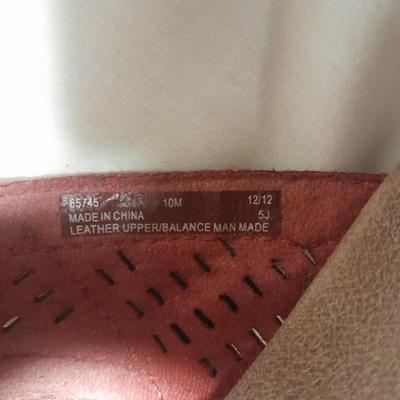 65745 10M 12/12
MADE IN CHINA 5J
LEATHER UPPER/BALANCE MAN MADE